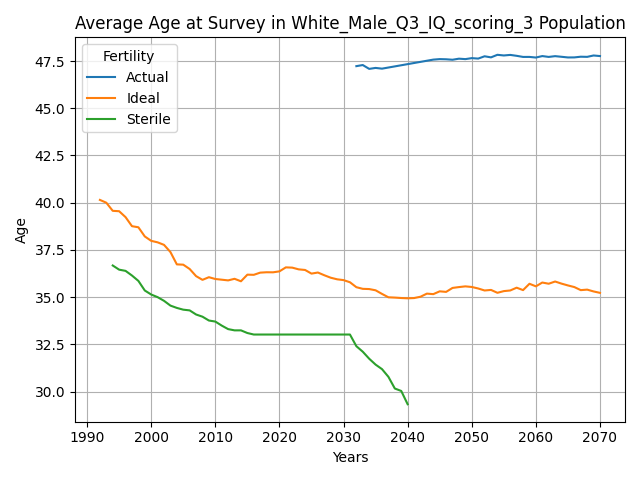 Average Age at Survey in White_Male_Q3_IQ_scoring_3 Population
Fertility
Actual
Ideal
Sterile
47.5
45.0
42.5
40.0
37.5
35.0
32.5
30.0
Age
1990 2000 2010 2020 2030 2040 2050 2060 2070
Years